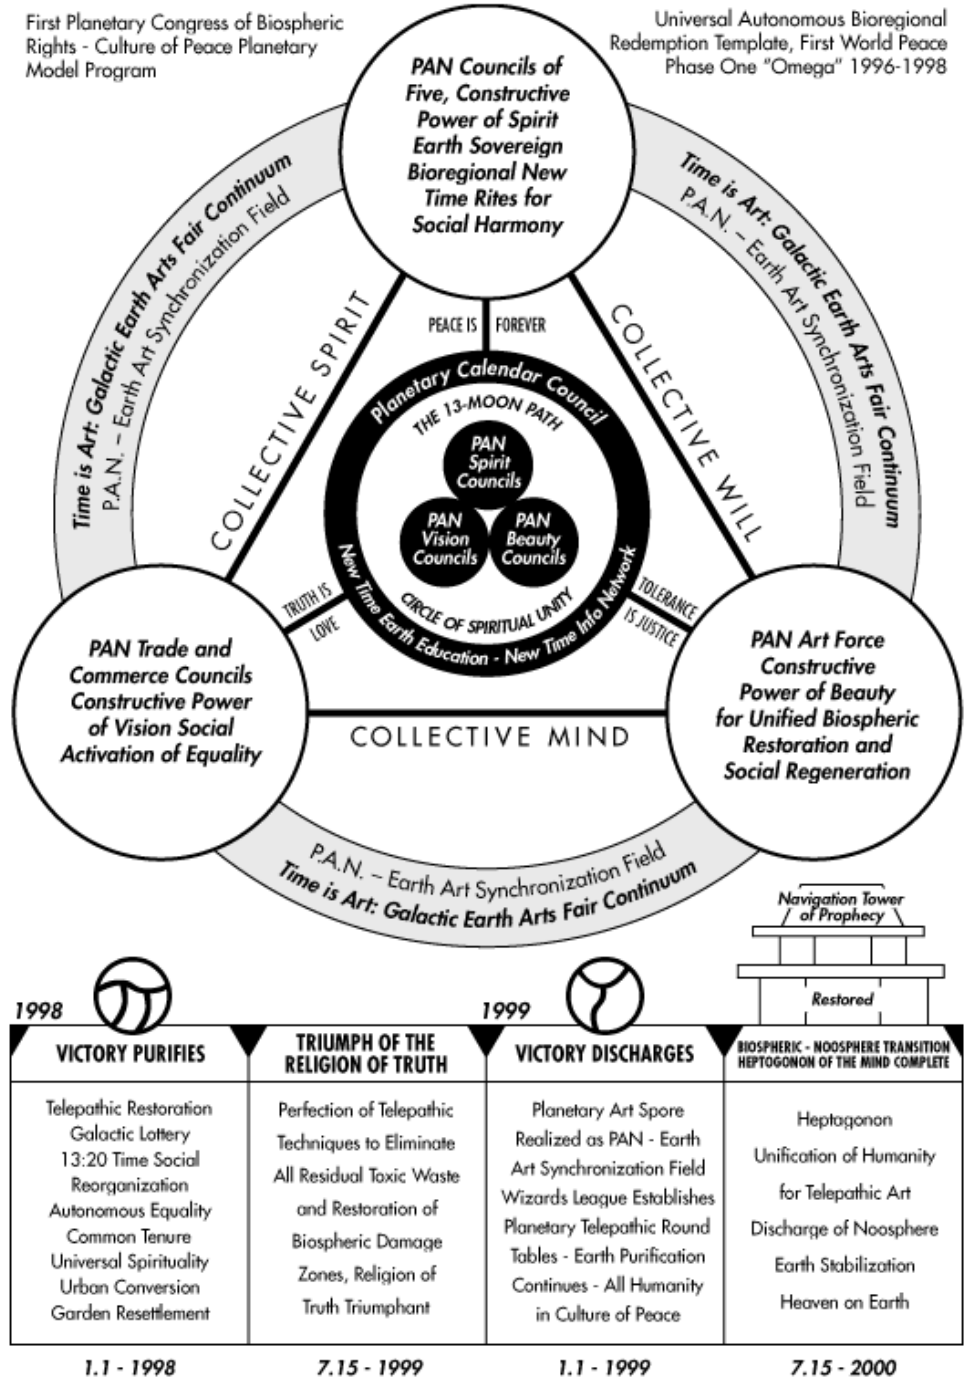 First Planetary Congress of Biospheric
Rights - Culture of Peace Planetary
Model Program
Universal Autonomous Bioregional
Redemption Template, First World Peace
Phase One "Omega" 1996-1998
PAN Councils of
Five, Constructive
Power of Spirit
Earth Sovereign
Bioregional New
Time Rites for
Social Harmony
Time is Art: Galactic Earth Arts Fair Continuum
P.A.N. – Earth Art Synchronization Field
Time is Art: Galactic Earth Arts Fair Continuum
P.A.N. – Earth Art Synchronization Field
COLLECTIVE SPIRIT
COLLECTIVE WILL
PEACE IS FOREVER
Planetary Calendar Council
THE 13-MOON PATH
PAN
Spirit
Councils
PAN
Vision
Councils
PAN
Beauty
Councils
CIRCLE OF SPIRITUAL UNITY
New Time Earth Education - New Time Info Network
TRUTH IS
LOVE
TOLERANCE
IS JUSTICE
PAN Trade and
Commerce Councils
Constructive Power
of Vision Social
Activation of Equality
PAN Art Force
Constructive
Power of Beauty
for Unified Biospheric
Restoration and
Social Regeneration
COLLECTIVE MIND
P.A.N. – Earth Art Synchronization Field
Time is Art: Galactic Earth Arts Fair Continuum
Navigation Tower
of Prophecy
Restored
1998
1999
VICTORY PURIFIES
Telepathic Restoration
Galactic Lottery
13:20 Time Social
Reorganization
Autonomous Equality
Common Tenure
Universal Spirituality
Urban Conversion
Garden Resettlement
1.1 - 1998
TRIUMPH OF THE
RELIGION OF TRUTH
Perfection of Telepathic
Techniques to Eliminate
All Residual Toxic Waste
and Restoration of
Biospheric Damage
Zones, Religion of
Truth Triumphant
7.15 - 1999
VICTORY DISCHARGES
Planetary Art Spore
Realized as PAN - Earth
Art Synchronization Field
Wizards League Establishes
Planetary Telepathic Round
Tables - Earth Purification
Continues - All Humanity
in Culture of Peace
1.1 - 1999
BIOSPHERIC - NOOSPHERE TRANSITION
HEPTOGONON OF THE MIND COMPLETE
Heptagonon
Unification of Humanity
for Telepathic Art
Discharge of Noosphere
Earth Stabilization
Heaven on Earth
7.15 - 2000